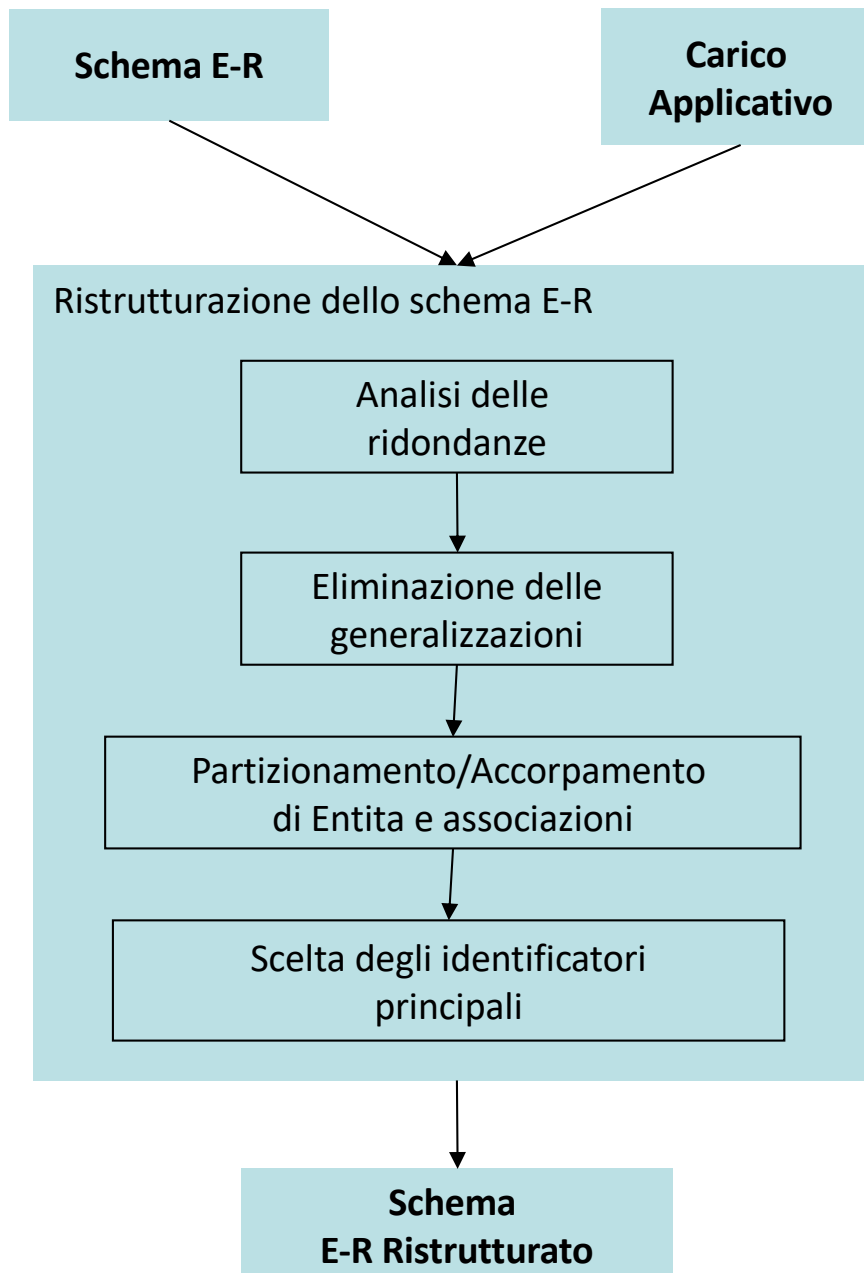 Schema E-R
Carico
Applicativo
Ristrutturazione dello schema E-R
Analisi delle
ridondanze
Eliminazione delle
generalizzazioni
Partizionamento/Accorpamento
di Entita e associazioni
Scelta degli identificatori
principali
Schema
E-R Ristrutturato